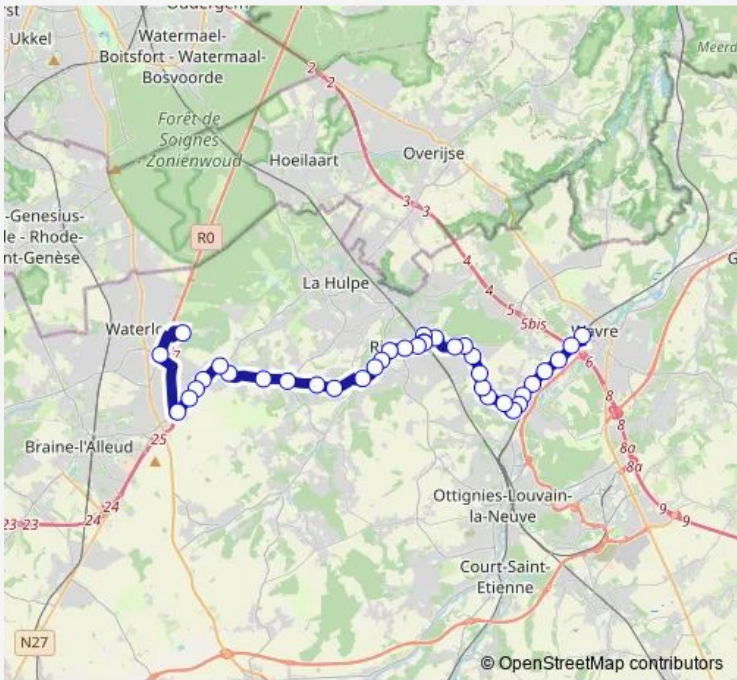 Ukkel
Watermael-
Boitsfort - Watermaal-
Bosvoorde
Meerd
Forêt de
Soignes
- Zoniënwoud
Hoeilaart
Overijse
2
2
3
3
-Genesius-
le - Rhode-
nt-Genèse
R0
4
4
5
5bis
La Hulpe
Waterlo
7
R
Wavre
6
8
8
8a
8a
9
9
25
Braine-l'Alleud
24
24
23
23
Ottignies-Louvain-
la-Neuve
Court-Saint-
Etienne
N27
© OpenStreetMap contributors